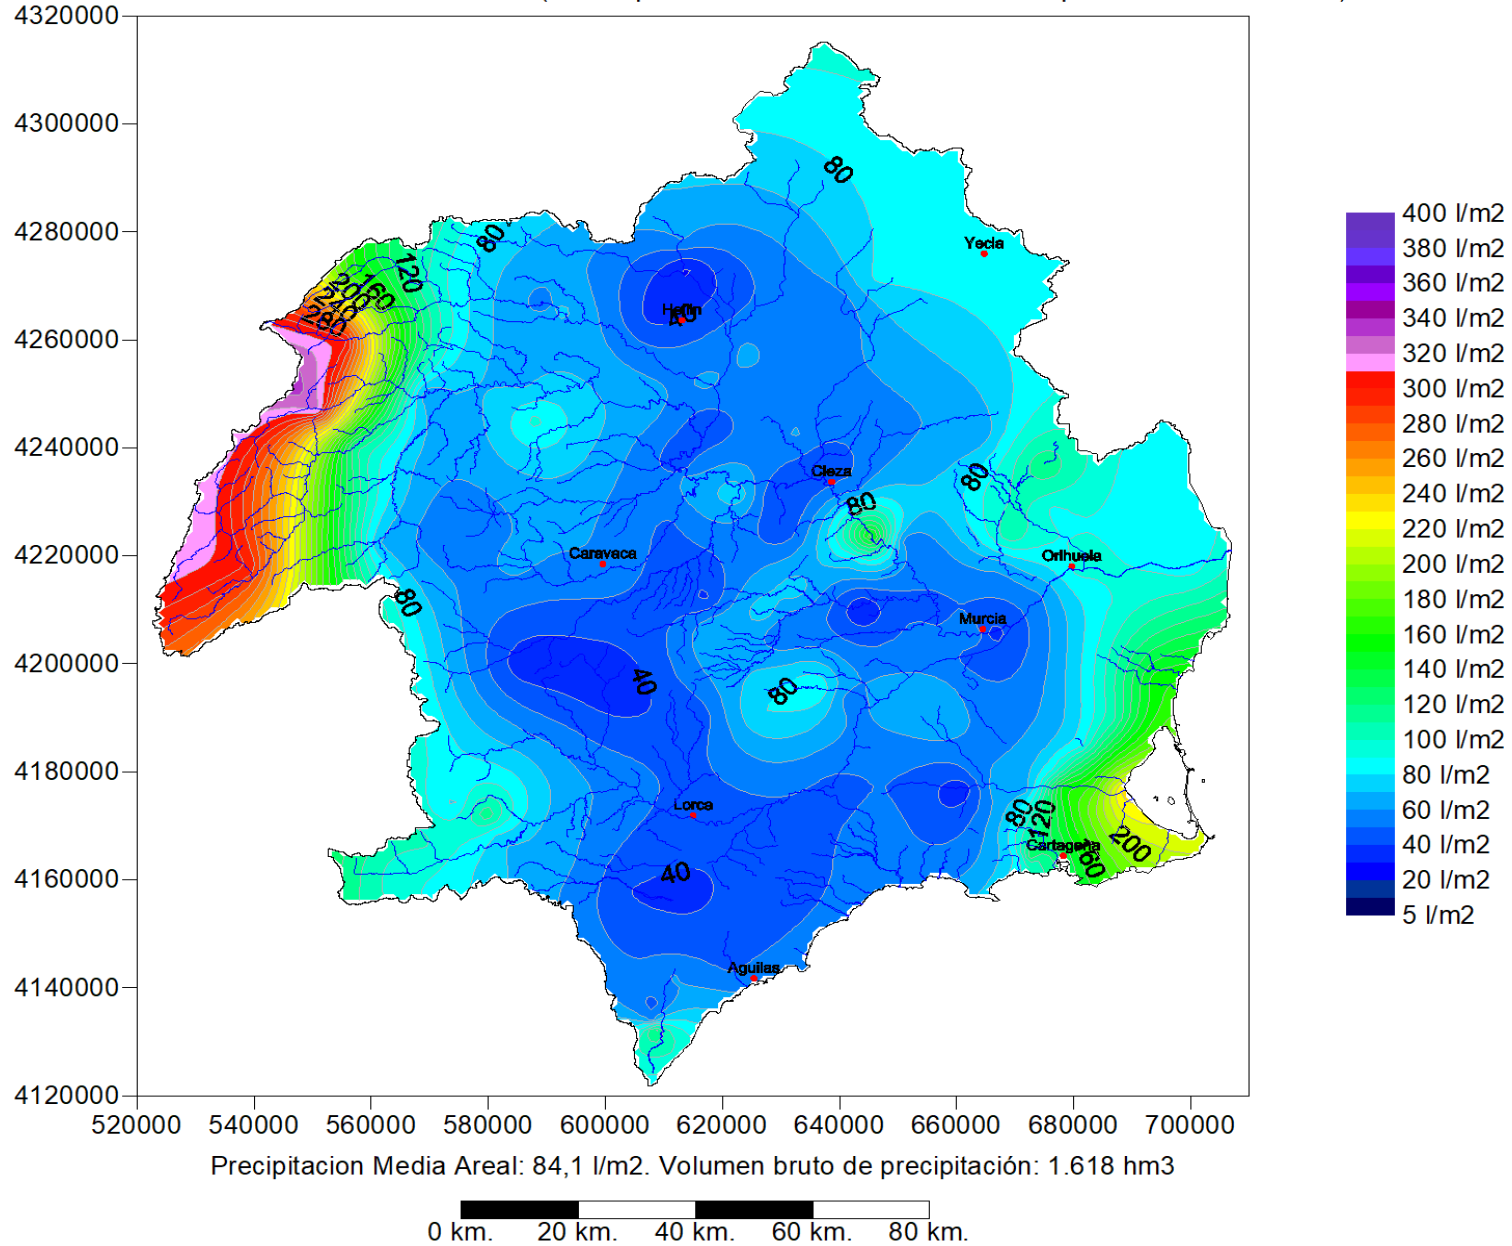 4320000
4300000
4280000
4260000
4240000
4220000
4200000
4180000
4160000
4140000
4120000
520000 540000 560000 580000 600000 620000 640000 660000 680000 700000
80
Yecla
80
120
160
200
240
280
Hellin
40
Cieza
80
80
Caravaca
Orihuela
80
Murcia
40
80
Lorca
80
120
Cartagena
160
200
40
Aguilas
400 l/m2
380 l/m2
360 l/m2
340 l/m2
320 l/m2
300 l/m2
280 l/m2
260 l/m2
240 l/m2
220 l/m2
200 l/m2
180 l/m2
160 l/m2
140 l/m2
120 l/m2
100 l/m2
80 l/m2
60 l/m2
40 l/m2
20 l/m2
5 l/m2
Precipitacion Media Areal: 84,1 l/m2. Volumen bruto de precipitación: 1.618 hm3
0 km. 20 km. 40 km. 60 km. 80 km.